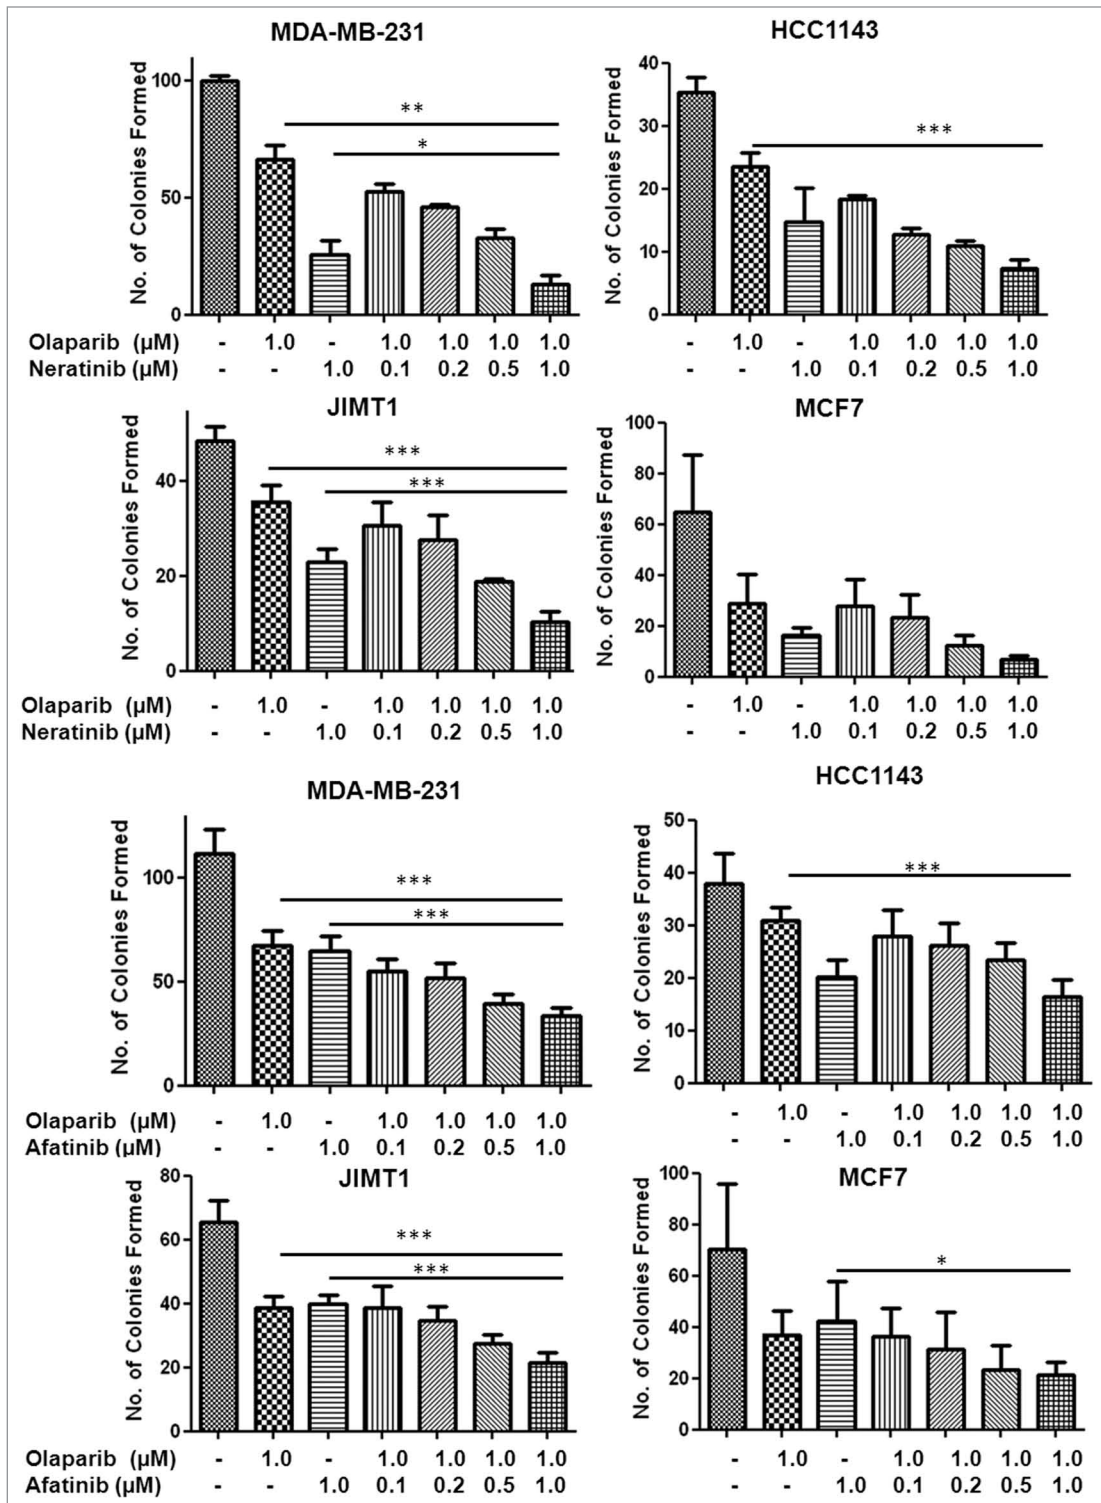 MDA-MB-231
No. of Colonies Formed
100
50
0
**
*
Olaparib (µM) - 1.0 - 1.0 1.0 1.0 1.0
Neratinib (µM) - - 1.0 0.1 0.2 0.5 1.0
HCC1143
No. of Colonies Formed
40
30
20
10
0
***
- 1.0 - 1.0 1.0 1.0 1.0
- - 1.0 0.1 0.2 0.5 1.0
JIMT1
No. of Colonies Formed
40
20
0
***
***
Olaparib (µM) - 1.0 - 1.0 1.0 1.0 1.0
Neratinib (µM) - - 1.0 0.1 0.2 0.5 1.0
MCF7
No. of Colonies Formed
100
80
60
40
20
0
- 1.0 - 1.0 1.0 1.0 1.0
- - 1.0 0.1 0.2 0.5 1.0
MDA-MB-231
No. of Colonies Formed
100
50
0
***
***
Olaparib (µM) - 1.0 - 1.0 1.0 1.0 1.0
Afatinib (µM) - - 1.0 0.1 0.2 0.5 1.0
HCC1143
No. of Colonies Formed
50
40
30
20
10
0
***
- 1.0 - 1.0 1.0 1.0 1.0
- - 1.0 0.1 0.2 0.5 1.0
JIMT1
No. of Colonies Formed
80
60
40
20
0
***
***
Olaparib (µM) - 1.0 - 1.0 1.0 1.0 1.0
Afatinib (µM) - - 1.0 0.1 0.2 0.5 1.0
MCF7
No. of Colonies Formed
100
80
60
40
20
0
*
- 1.0 - 1.0 1.0 1.0 1.0
- - 1.0 0.1 0.2 0.5 1.0